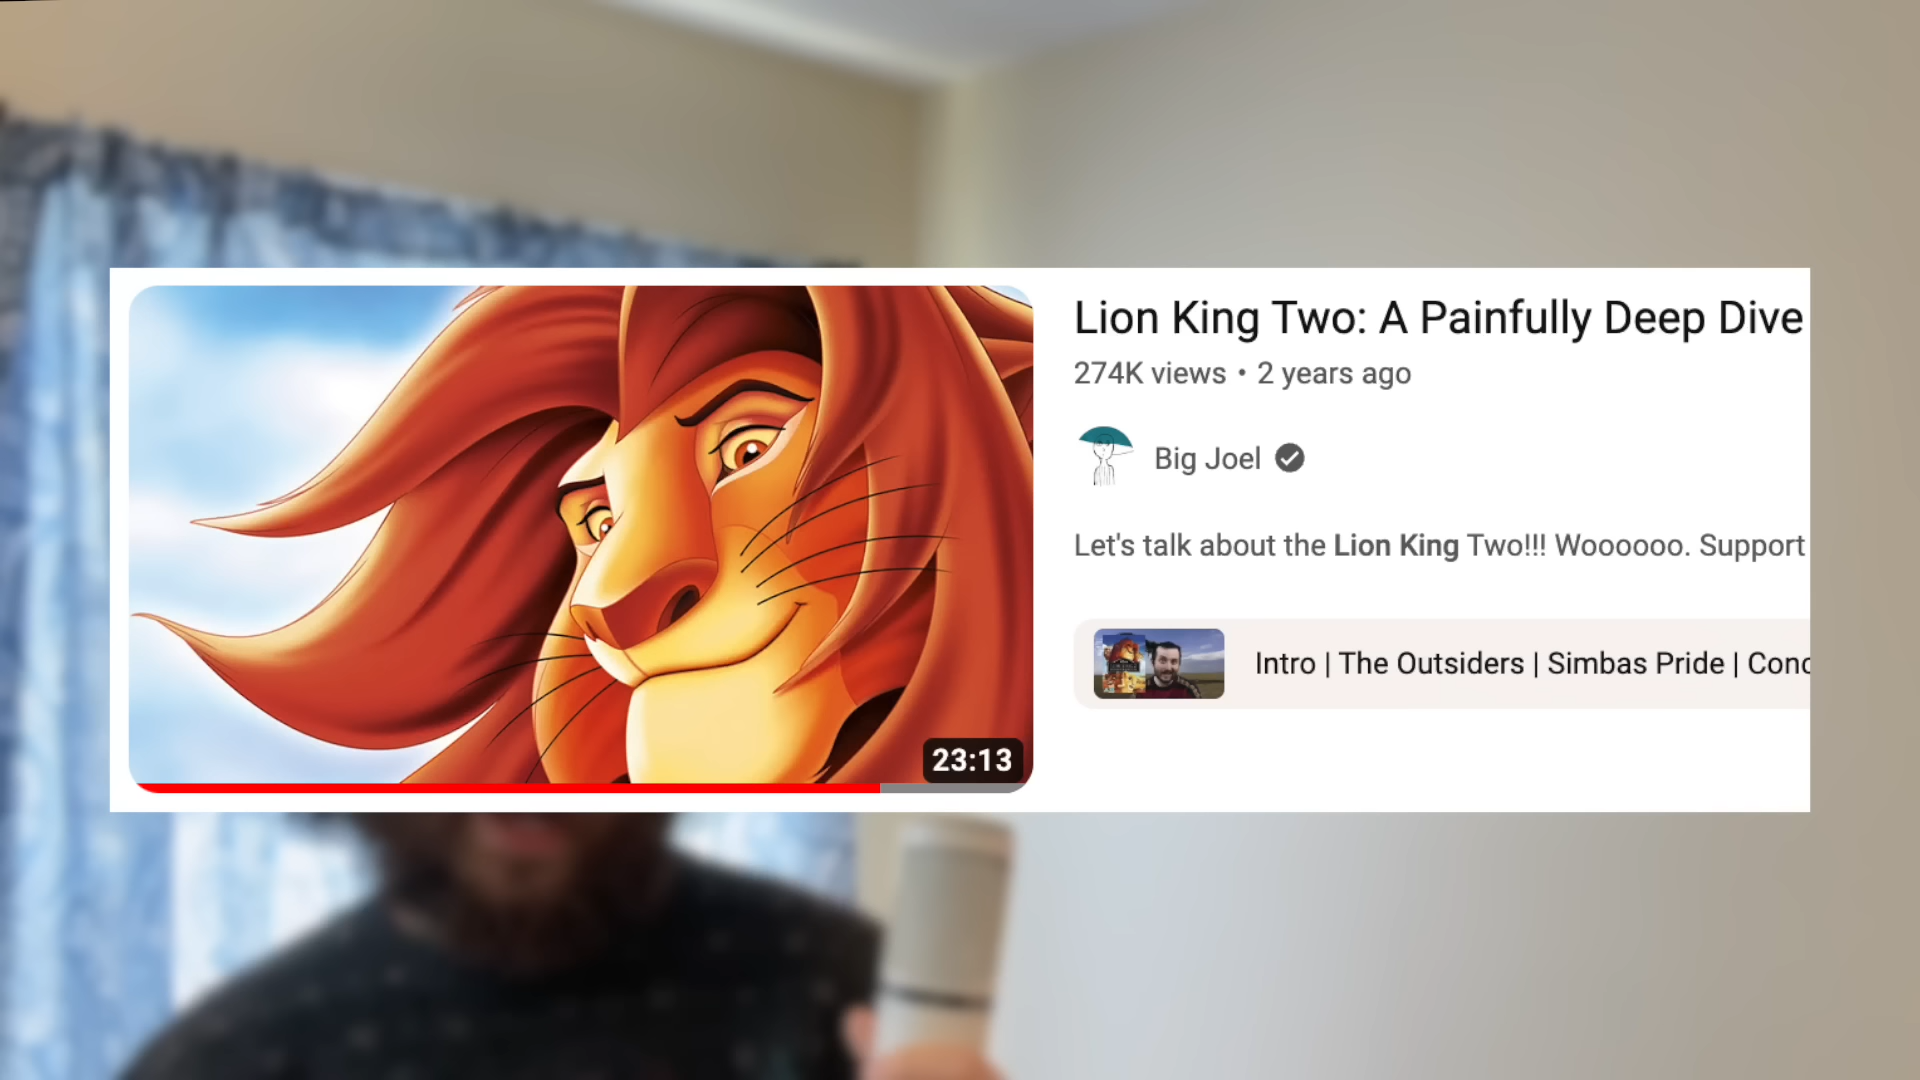 Lion King Two: A Painfully Deep Dive
274K views • 2 years ago
Big Joel
Let's talk about the Lion King Two!!! Woooooo. Support
Intro | The Outsiders | Simbas Pride | Conc
23:13